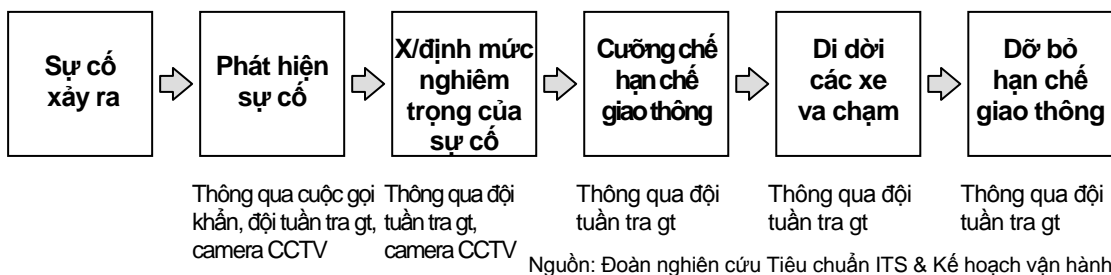 Sự cố
xảy ra
Phát hiện
sự cố
X/định mức
nghiêm
trọng của
sự cố
Cưỡng chế
hạn chế
giao thông
Di dời
các xe
va chạm
Dỡ bỏ
hạn chế
giao thông
Thông qua cuộc gọi
khẩn, đội tuần tra gt,
camera CCTV
Thông qua đội
tuần tra gt,
camera CCTV
Thông qua đội
tuần tra gt
Thông qua đội
tuần tra gt
Thông qua đội
tuần tra gt
Nguồn: Đoàn nghiên cứu Tiêu chuẩn ITS & Kế hoạch vận hành